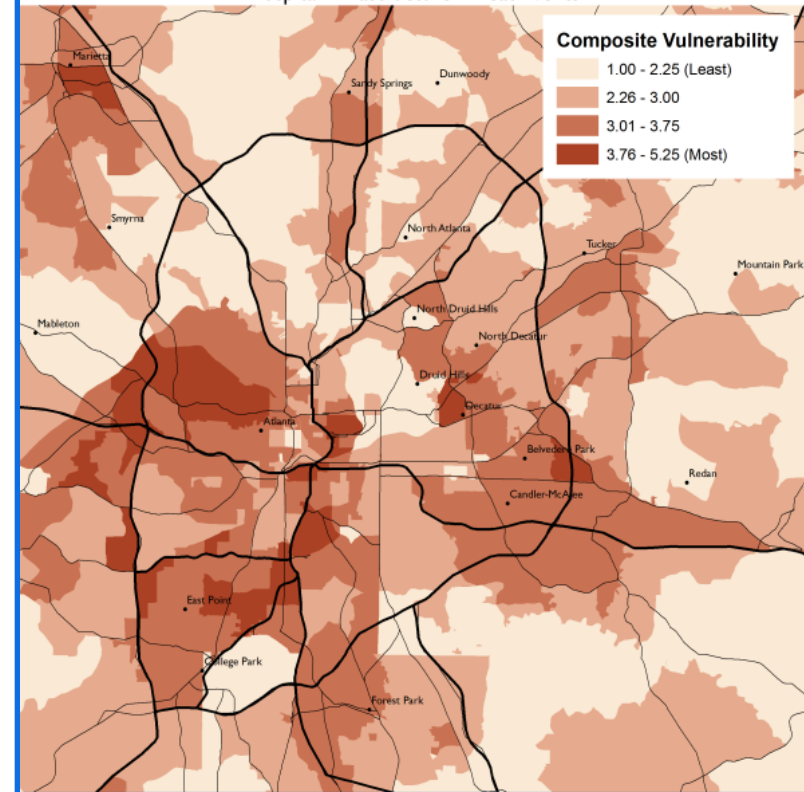 Composite Vulnerability
1.00 - 2.25 (Least)
2.26 - 3.00
3.01 - 3.75
3.76 - 5.25 (Most)
Marietta
Sandy Springs
Dunwoody
Smyrna
North Atlanta
Tucker
Mountain Park
Mableton
North Druid Hills
North Decatur
Druid Hills
Decatur
Atlanta
Belvedere Park
Redan
Candler-McAfee
East Point
College Park
Forest Park